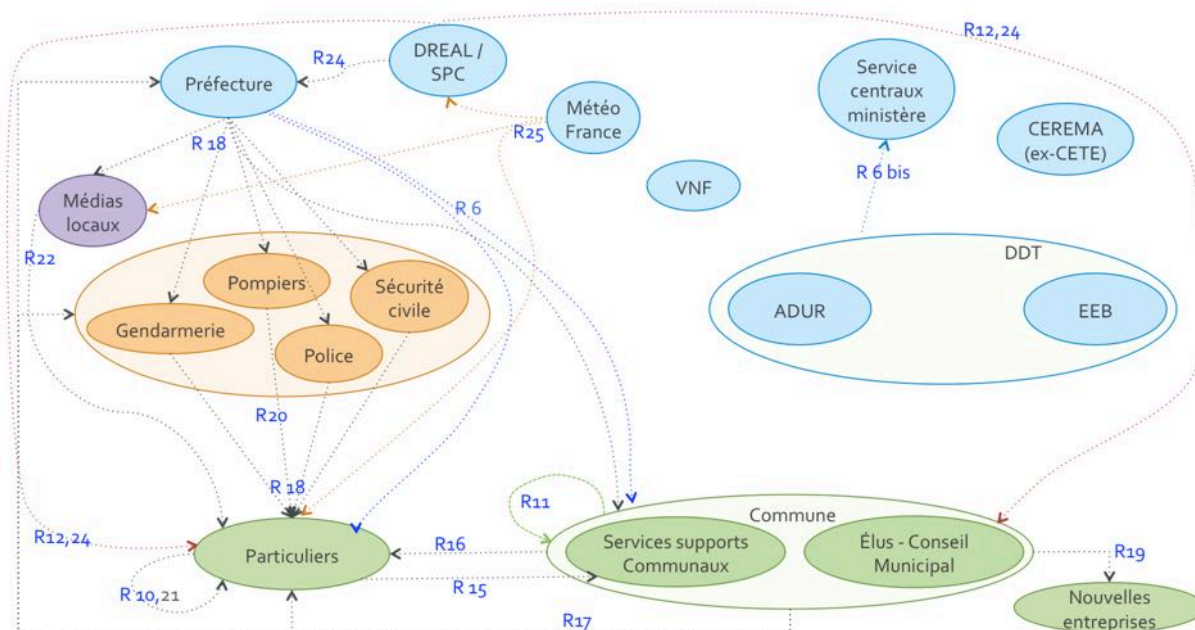 R12,24
DREAL /
SPC
R24
Préfecture
Service
centraux
ministère
Météo
France
R25
CEREMA
(ex-CETE)
R 18
R 6 bis
VNF
Médias
locaux
R 6
R22
DDT
Pompiers
Sécurité
civile
ADUR
EEB
Gendarmerie
Police
R20
R 18
R11
Commune
R12,24
Particuliers
R16
Services supports
Communaux
Élus - Conseil
Municipal
R19
R 15
R 10,21
Nouvelles
entreprises
R17